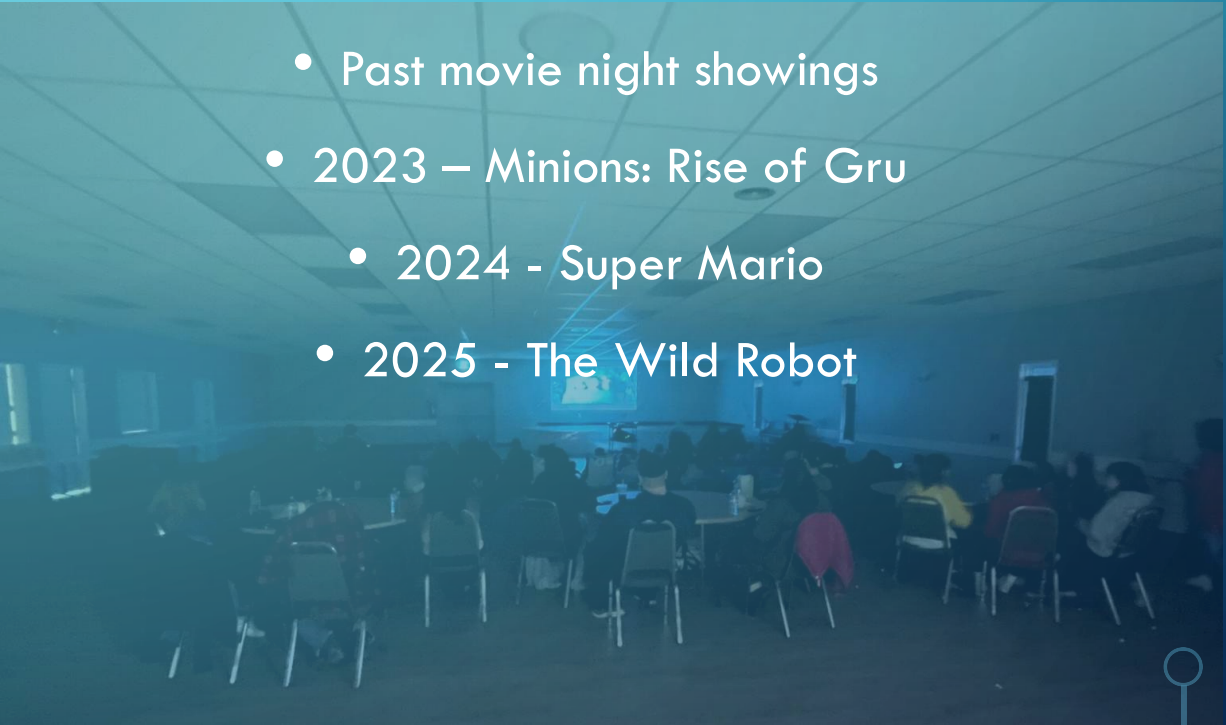 • Past movie night showings
• 2023 – Minions: Rise of Gru
• 2024 - Super Mario
• 2025 - The Wild Robot